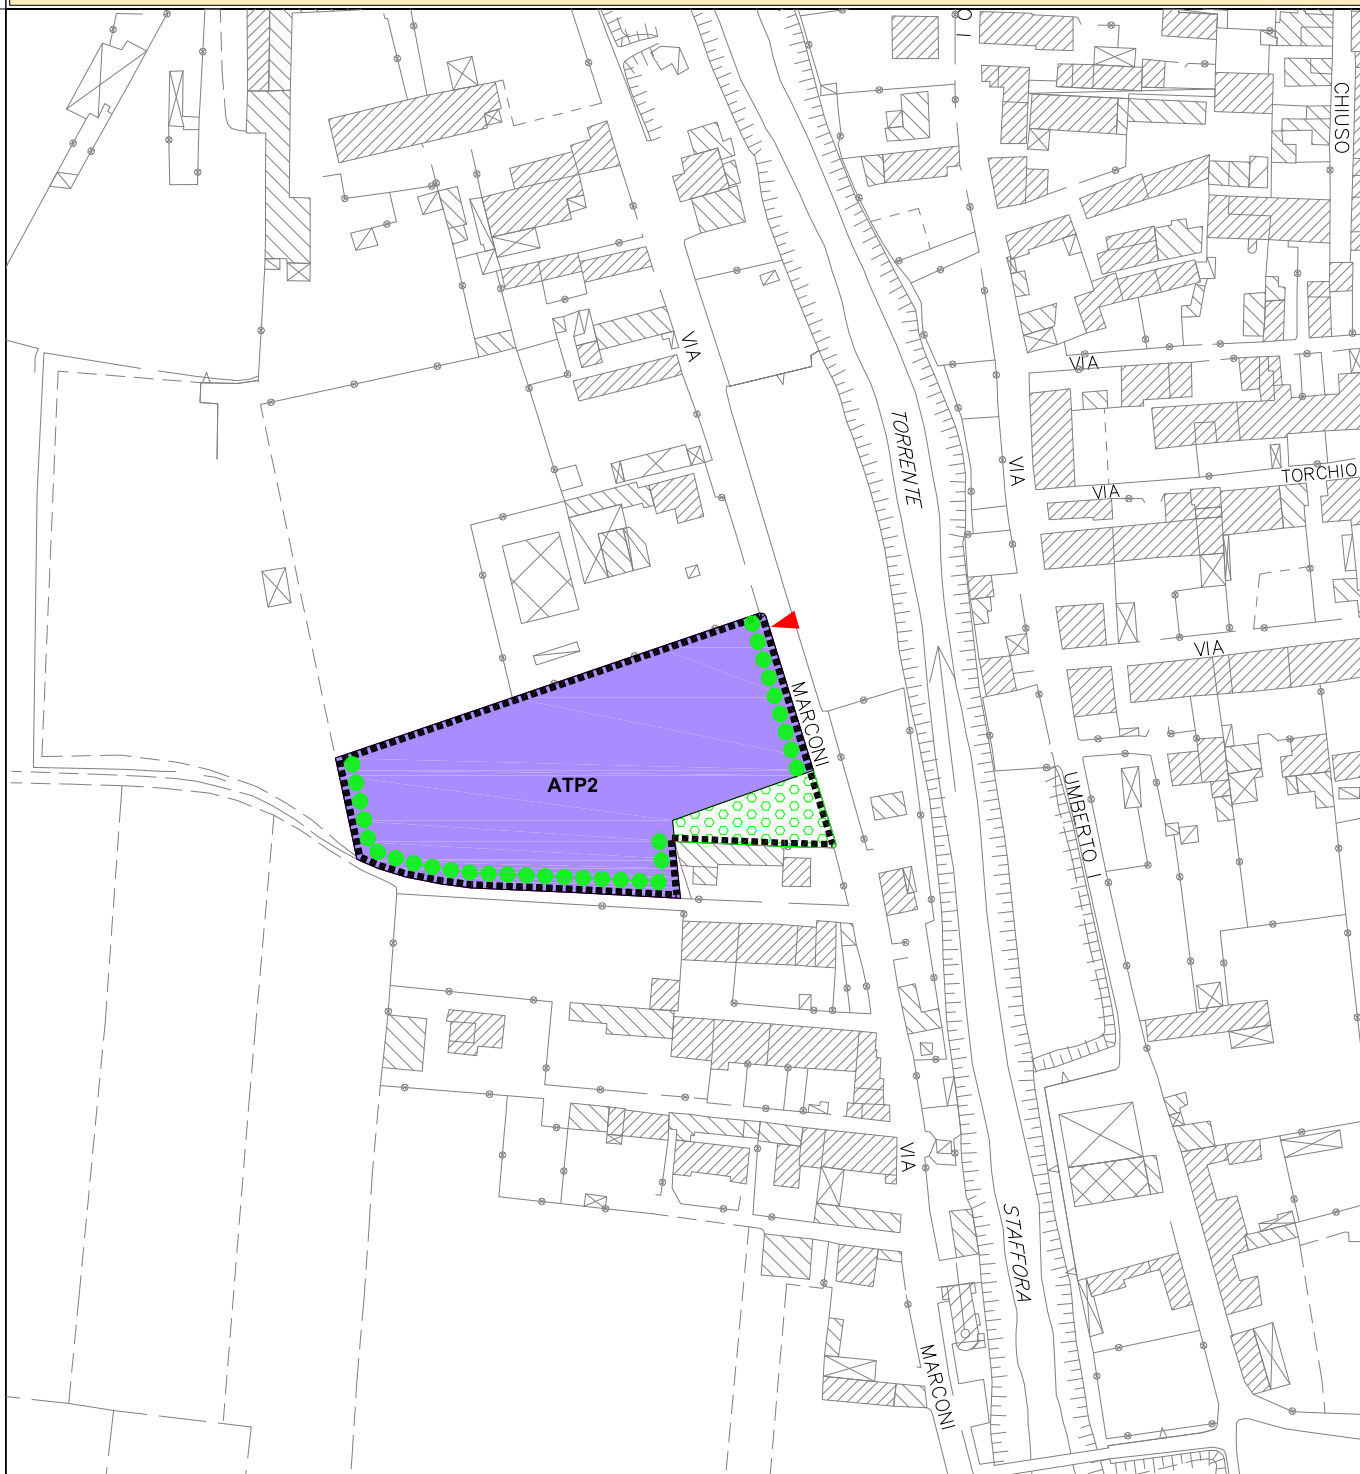 O I
CHIUSO
VIA
VIA
TORRENTE
VIA
VIA
TORCHIO
VIA
MARCONI
ATP2
UMBERTO I
VIA
STAFFORA
MARCONI